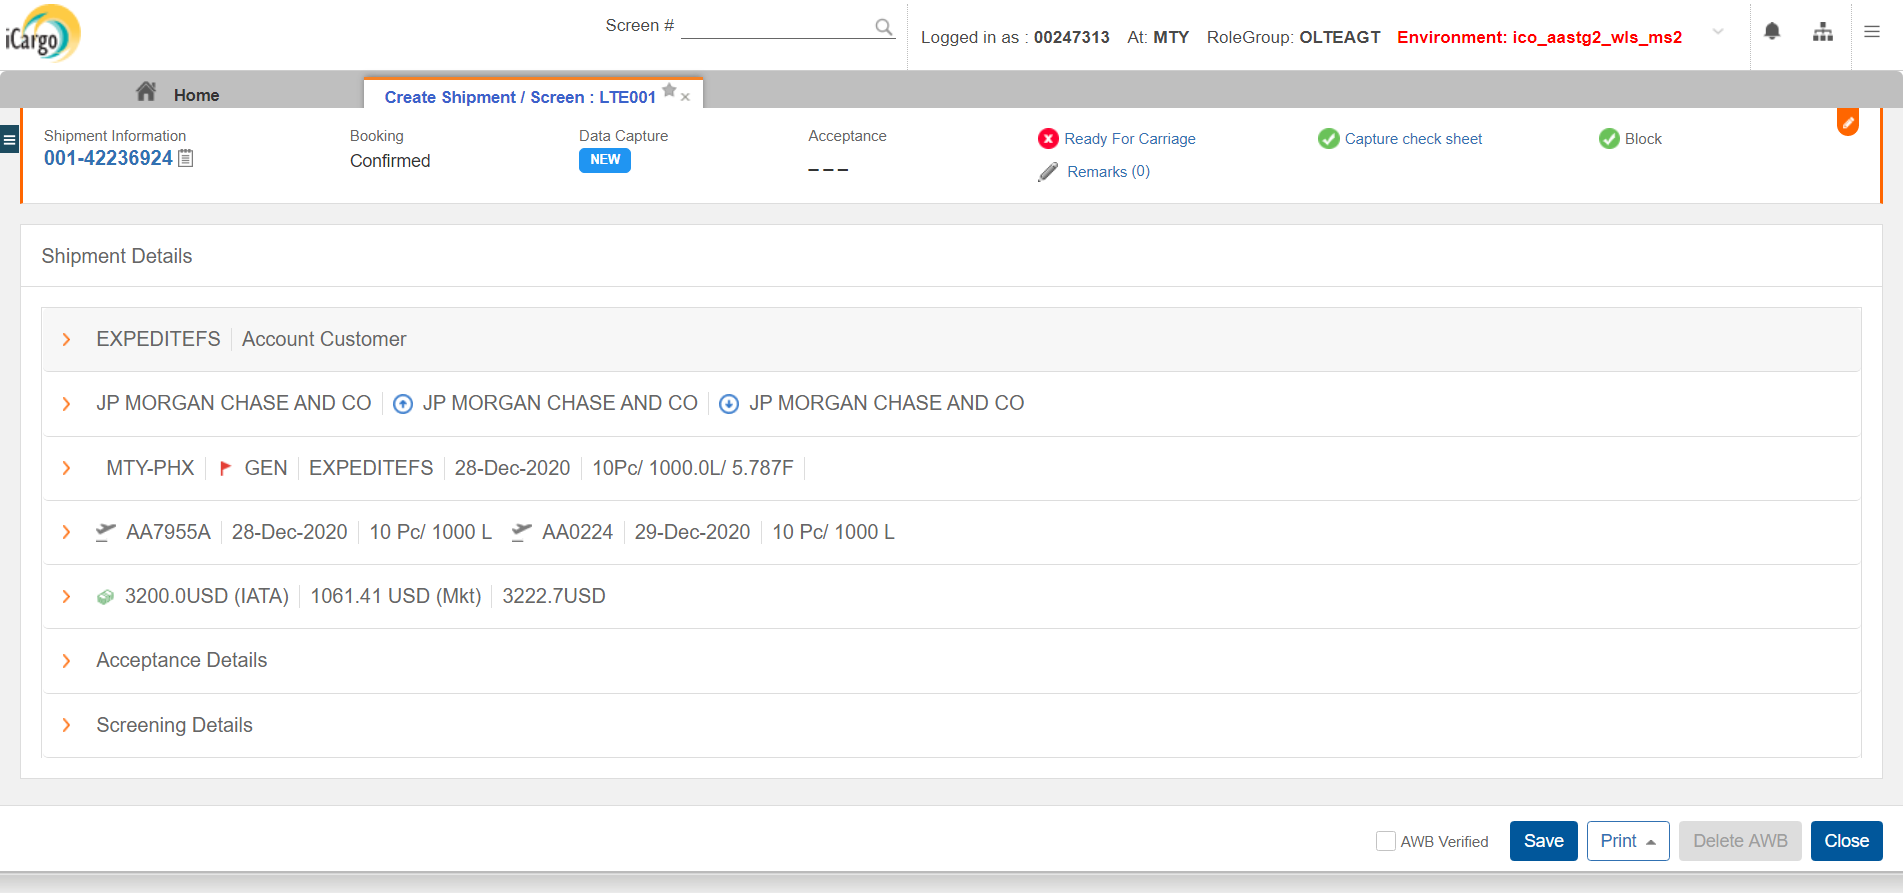 iCargo
Screen #
Logged in as : 00247313 At: MTY RoleGroup: OLTEAGT Environment: ico_aastg2_wls_ms2
Home
Create Shipment / Screen : LTE001
Shipment Information
001-42236924
Booking
Confirmed
Data Capture
NEW
Acceptance
– – –
Ready For Carriage
Remarks (0)
Capture check sheet
Block
Shipment Details
EXPEDITEFS Account Customer
JP MORGAN CHASE AND CO JP MORGAN CHASE AND CO JP MORGAN CHASE AND CO
MTY-PHX GEN EXPEDITEFS 28-Dec-2020 10Pc/ 1000.0L/ 5.787F
AA7955A 28-Dec-2020 10 Pc/ 1000 L AA0224 29-Dec-2020 10 Pc/ 1000 L
3200.0USD (IATA) 1061.41 USD (Mkt) 3222.7USD
Acceptance Details
Screening Details
AWB Verified
Save
Print
Delete AWB
Close